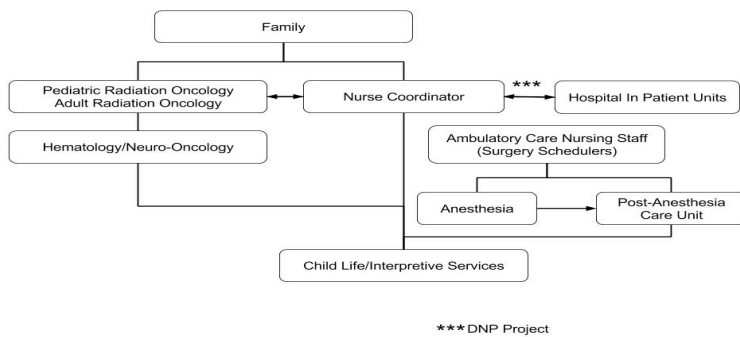 Family
Pediatric Radiation Oncology
Adult Radiation Oncology
Nurse Coordinator
***
Hospital In Patient Units
Hematology/Neuro-Oncology
Ambulatory Care Nursing Staff
(Surgery Schedulers)
Anesthesia
Post-Anesthesia
Care Unit
Child Life/Interpretive Services
***DNP Project